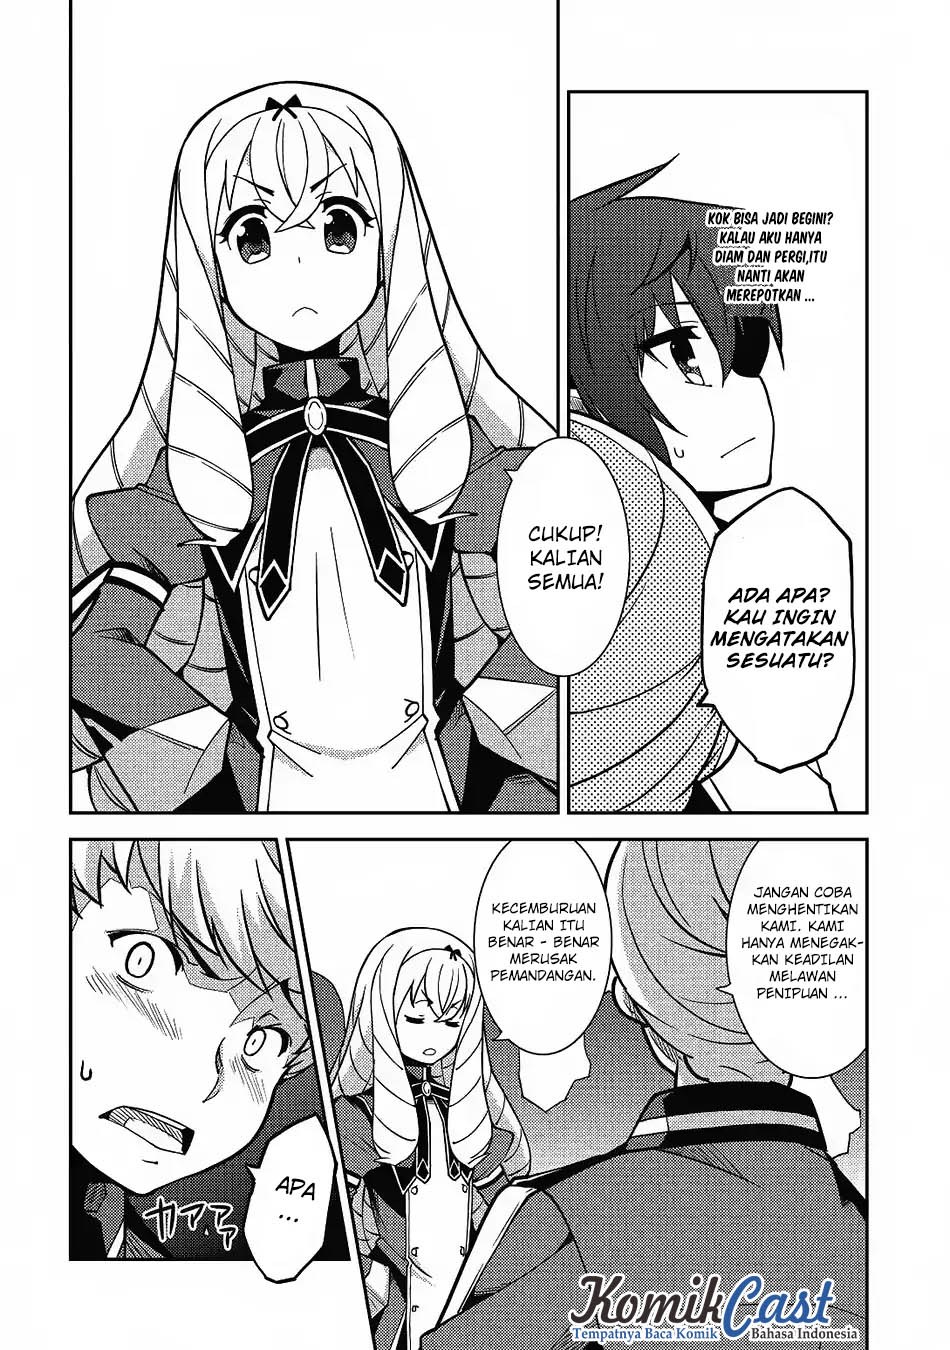 KOK BISA JADI BEGINI?
KALAU AKU HANYA
DIAM DAN PERGI,ITU
NANTI AKAN
MEREPOTKAN ...
ADA APA?
KAU INGIN
MENGATAKAN
SESUATU?
CUKUP!
KALIAN
SEMUA!
JANGAN COBA
MENGHENTIKAN
KAMI. KAMI
HANYA MENEGAK-
KAN KEADILAN
MELAWAN
PENIPUAN ...
KECEMBURUAN
KALIAN ITU
BENAR - BENAR
MERUSAK
PEMANDANGAN.
APA
...
カァァァ
KomikCast
Tempatnya Baca Komik Bahasa Indonesia